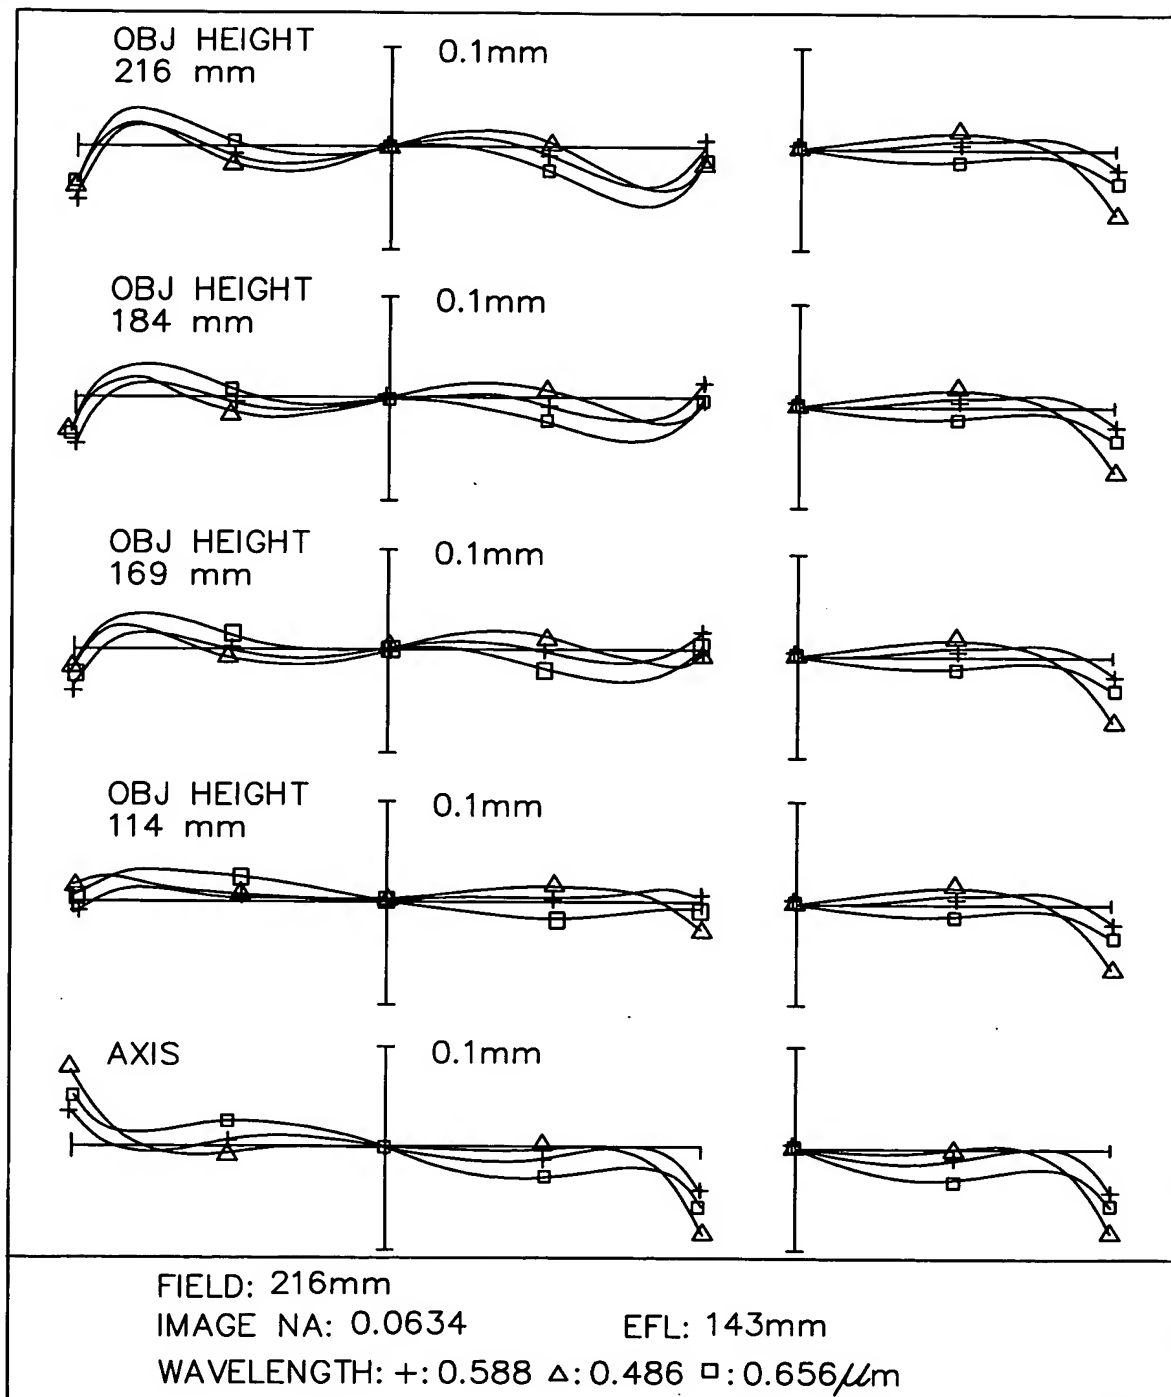 OBJ HEIGHT
216 mm
0.1mm
OBJ HEIGHT
184 mm
0.1mm
OBJ HEIGHT
169 mm
0.1mm
OBJ HEIGHT
114 mm
0.1mm
AXIS
0.1mm
FIELD: 216mm
IMAGE NA: 0.0634 EFL: 143mm
WAVELENGTH: +: 0.588 △: 0.486 □: 0.656μm